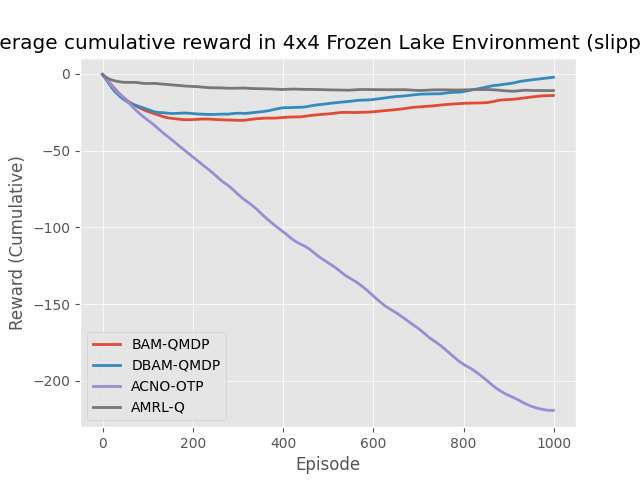 erage cumulative reward in 4x4 Frozen Lake Environment (slipp
0
−50
−100
−150
−200
Reward (Cumulative)
BAM-QMDP
DBAM-QMDP
ACNO-OTP
AMRL-Q
0 200 400 600 800 1000
Episode